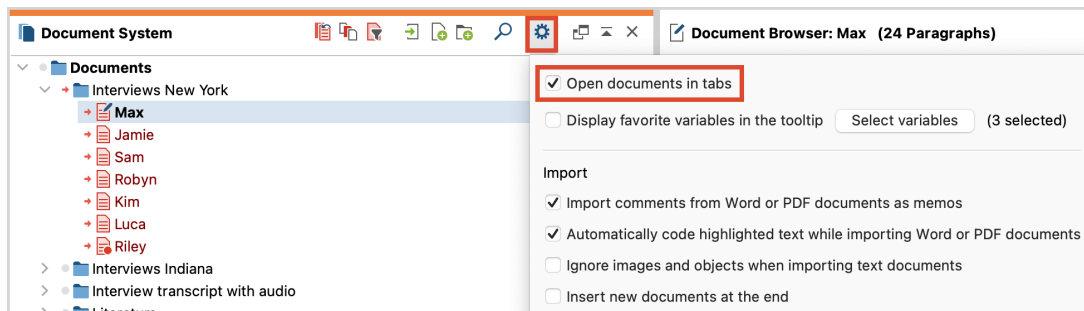 Document System
Document Browser: Max (24 Paragraphs)
Documents
Interviews New York
Max
Jamie
Sam
Robyn
Kim
Luca
Riley
Interviews Indiana
Interview transcript with audio
Open documents in tabs
Display favorite variables in the tooltip Select variables (3 selected)
Import
Import comments from Word or PDF documents as memos
Automatically code highlighted text while importing Word or PDF documents
Ignore images and objects when importing text documents
Insert new documents at the end